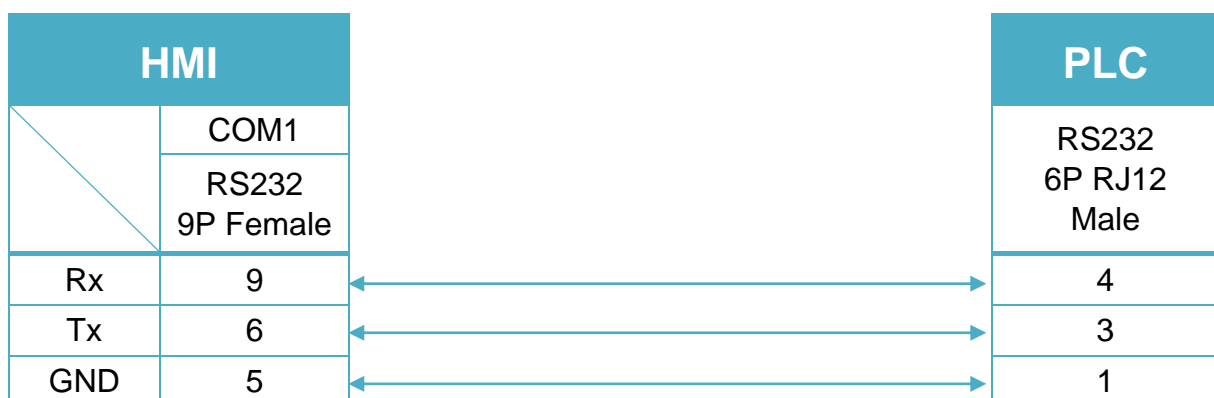 HMI
PLC
COM1
RS232
9P Female
RS232
6P RJ12
Male
Rx 9 4
Tx 6 3
GND 5 1